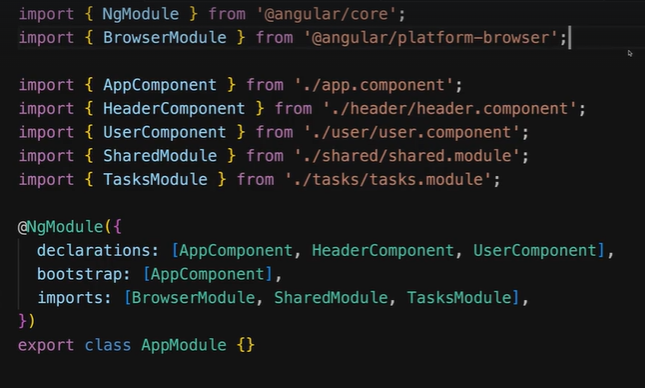 import { NgModule } from '@angular/core';
import { BrowserModule } from '@angular/platform-browser';
import { AppComponent } from './app.component';
import { HeaderComponent } from './header/header.component';
import { UserComponent } from './user/user.component';
import { SharedModule } from './shared/shared.module';
import { TasksModule } from './tasks/tasks.module';
@NgModule({
  declarations: [AppComponent, HeaderComponent, UserComponent],
  bootstrap: [AppComponent],
  imports: [BrowserModule, SharedModule, TasksModule],
})
export class AppModule {}